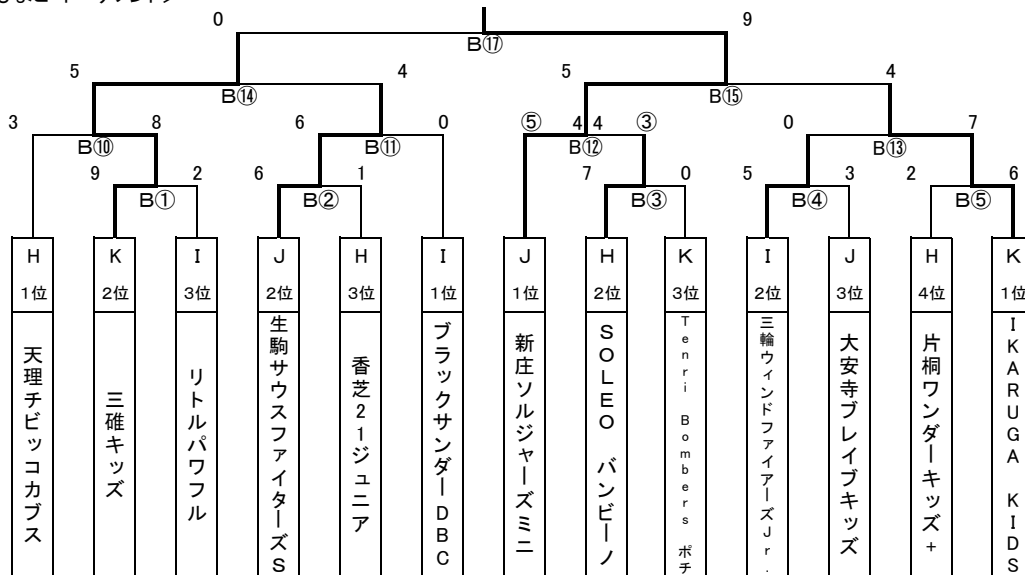 0 9
B⑰
5 4 5 4
B⑭ B⑮
3 8 6 0 ⑤ 4 4 ③ 0 7
B⑩ B⑪ B⑫ B⑬
9 2 6 1 7 0 5 3 2 6
B① B② B③ B④ B⑤
H K I J H I J H K I J H K
1位 2位 3位 2位 3位 1位 1位 2位 3位 2位 3位 4位 1位
天理チビッコカブス
三碓キッズ
リトルパワフル
生駒サウスファイターズS
香芝21ジュニア
ブラックサンダーDBC
新庄ソルジャーズミニ
SOLEO バンビーノ
Tenri Bombers ポチ
三輪ウィンドファイアーズJr.
大安寺ブレイブキッズ
片桐ワンダーキッズ+
IKARUGA KIDS